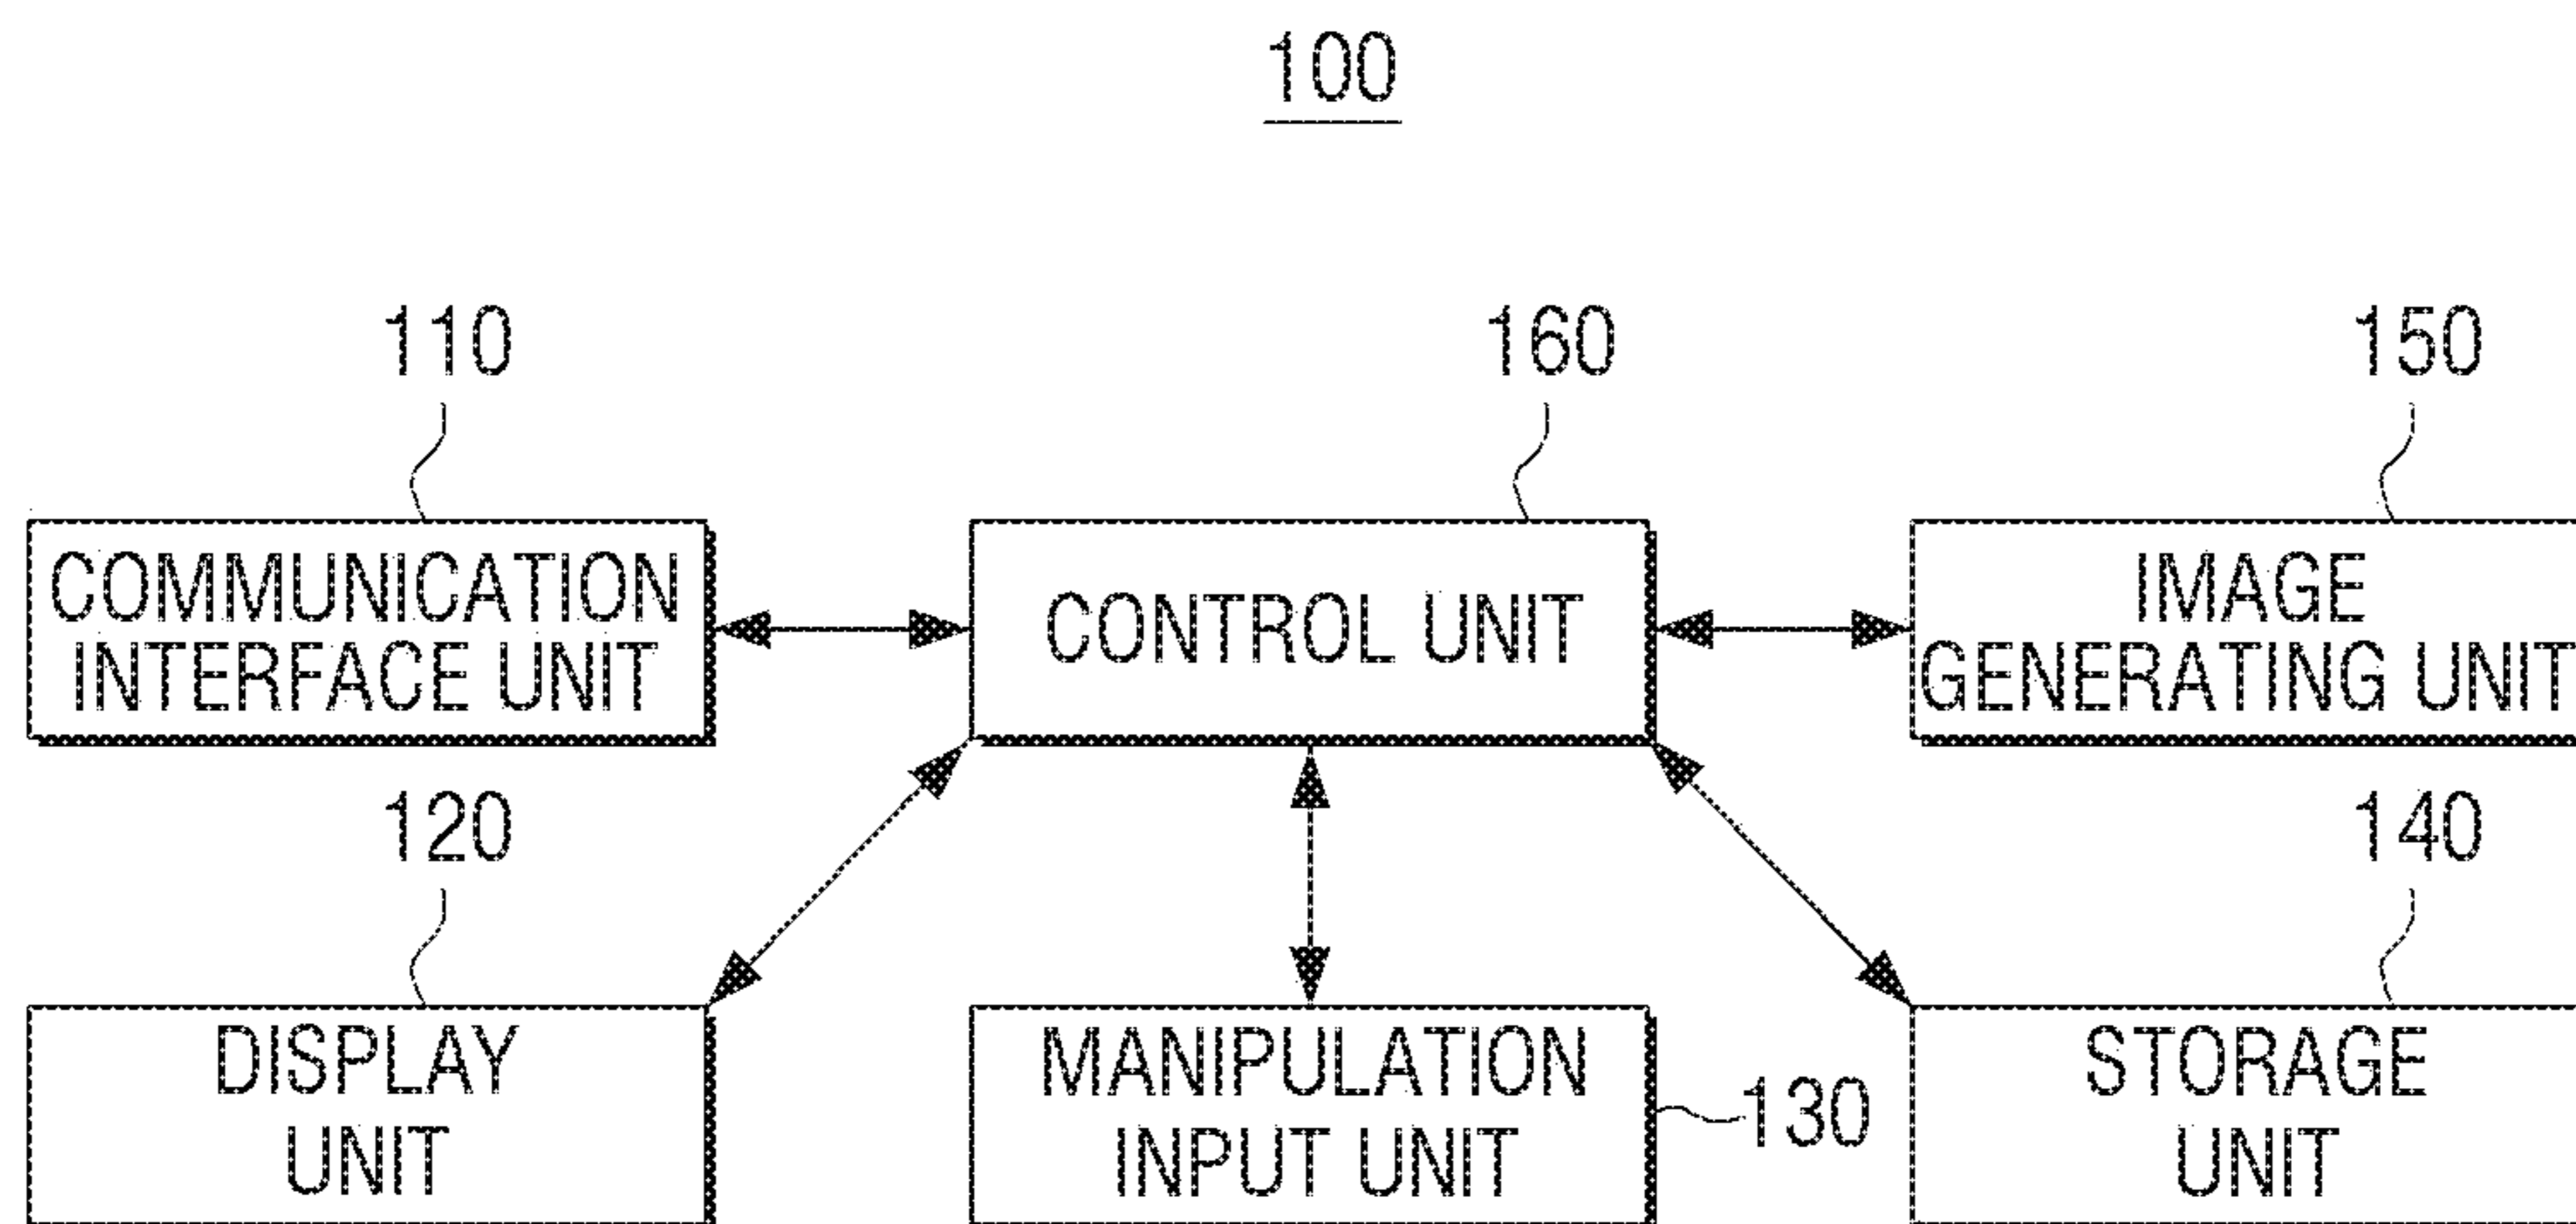 100
110
160
150
COMMUNICATION
INTERFACE UNIT
CONTROL UNIT
IMAGE
GENERATING UNIT
120
140
DISPLAY
UNIT
MANIPULATION
INPUT UNIT
130
STORAGE
UNIT